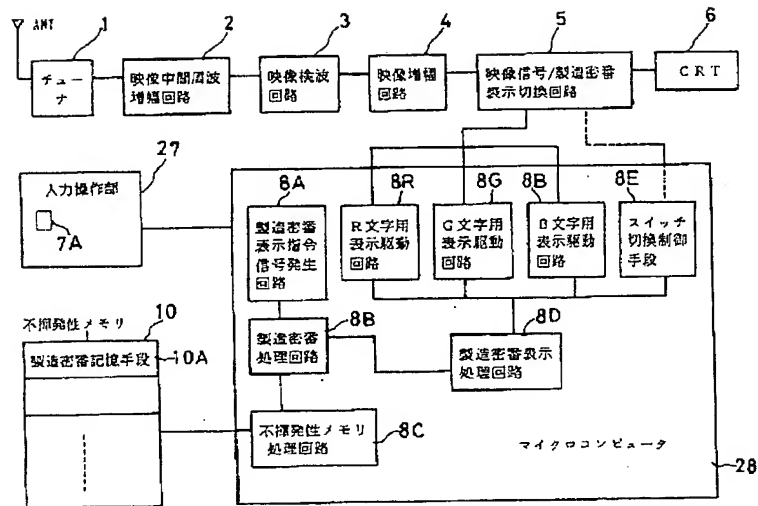 ANT
1
2
3
4
5
6
チュー
ナ
映像中間周波
増幅回路
映像検波
回路
映像増幅
回路
映像信号/製造密番
表示切換回路
CRT
27
入力操作部
7A
8A
8R
8G
8B
8E
製造密番
表示指令
信号発生
回路
R文字用
表示駆動
回路
G文字用
表示駆動
回路
B文字用
表示駆動
回路
スイッチ
切換制御
手段
不揮発性メモリ
10
製造密番記憶手段
10A
製造密番
処理回路
8B
8D
製造密番表示
処理回路
不揮発性メモリ
処理回路
8C
マイクロコンピュータ
28